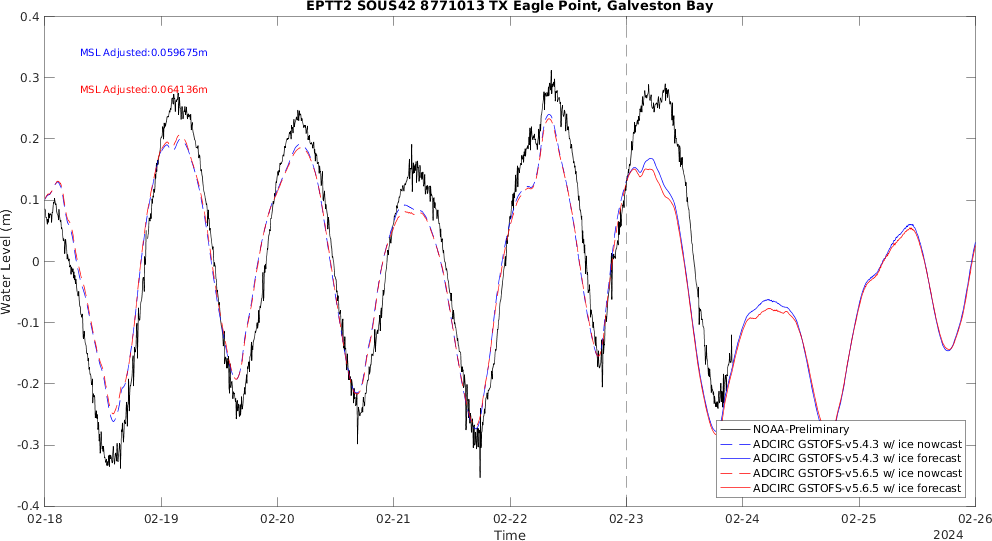 EPTT2 SOUS42 8771013 TX Eagle Point, Galveston Bay
0.4
MSL Adjusted:0.059675m
0.3
MSL Adjusted:0.064136m
0.2
0.1
Water Level (m)
0
-0.1
-0.2
-0.3
-0.4
NOAA-Preliminary
ADCIRC GSTOFS-v5.4.3 w/ ice nowcast
ADCIRC GSTOFS-v5.4.3 w/ ice forecast
ADCIRC GSTOFS-v5.6.5 w/ ice nowcast
ADCIRC GSTOFS-v5.6.5 w/ ice forecast
02-18 02-19 02-20 02-21 02-22 02-23 02-24 02-25 02-26
Time
2024